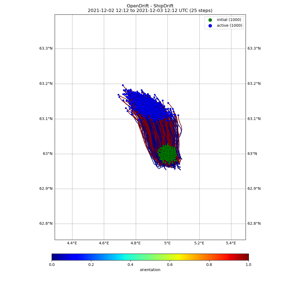 OpenDrift - ShipDrift
2021-12-02 12:12 to 2021-12-03 12:12 UTC (25 steps)
initial (1000)
active (1000)
63.3°N 63.3°N
63.2°N 63.2°N
63.1°N 63.1°N
63°N 63°N
62.9°N 62.9°N
62.8°N 62.8°N
4.4°E 4.6°E 4.8°E 5°E 5.2°E 5.4°E
0.0 0.2 0.4 0.6 0.8 1.0
orientation